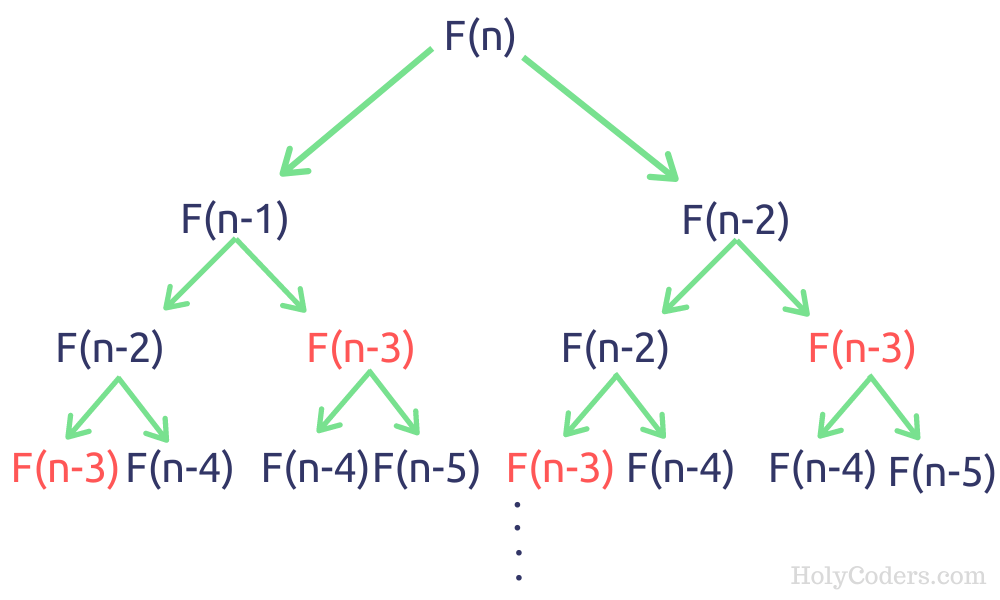 F(n)
F(n-1) F(n-2)
F(n-2) F(n-3) F(n-2) F(n-3)
F(n-3) F(n-4) F(n-4) F(n-5) F(n-3) F(n-4) F(n-4) F(n-5)
HolyCoders.com